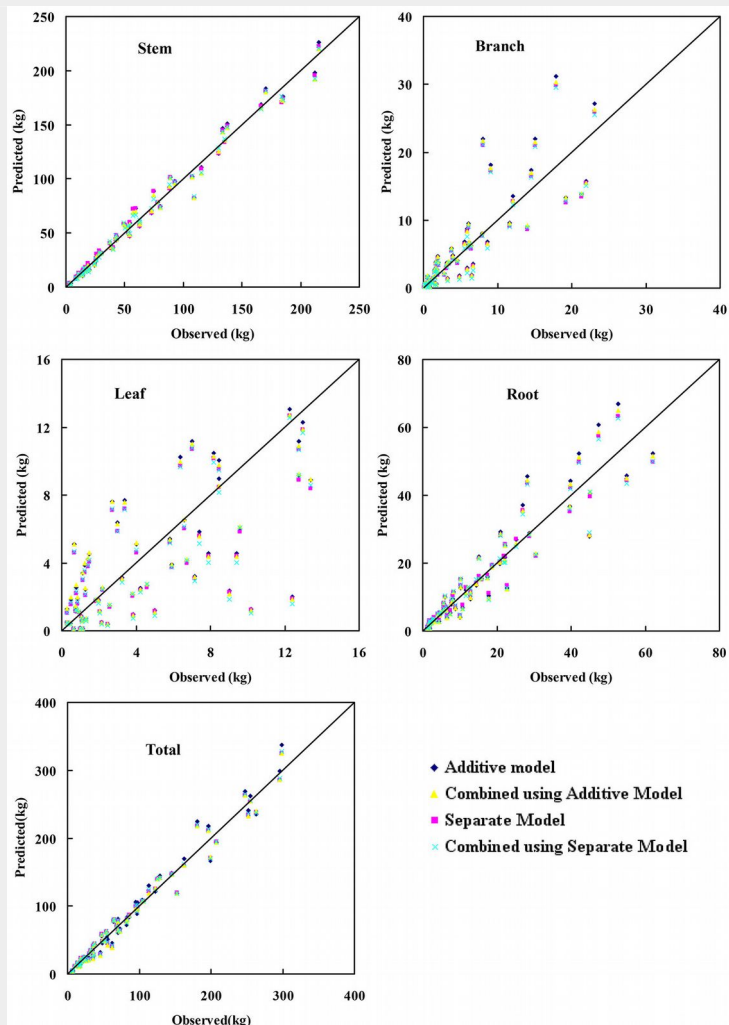 Stem
250
200
150
100
50
0
Predicted (kg)
0 50 100 150 200 250
Observed (kg)
Branch
40
30
20
10
0
Predicted (kg)
0 10 20 30 40
Observed (kg)
Leaf
16
12
8
4
0
Predicted (kg)
0 4 8 12 16
Observed (kg)
Root
80
60
40
20
0
Predicted (kg)
0 20 40 60 80
Observed (kg)
Total
400
300
200
100
0
Predicted(kg)
0 100 200 300 400
Observed(kg)
Additive model
Combined using Additive Model
Separate Model
Combined using Separate Model